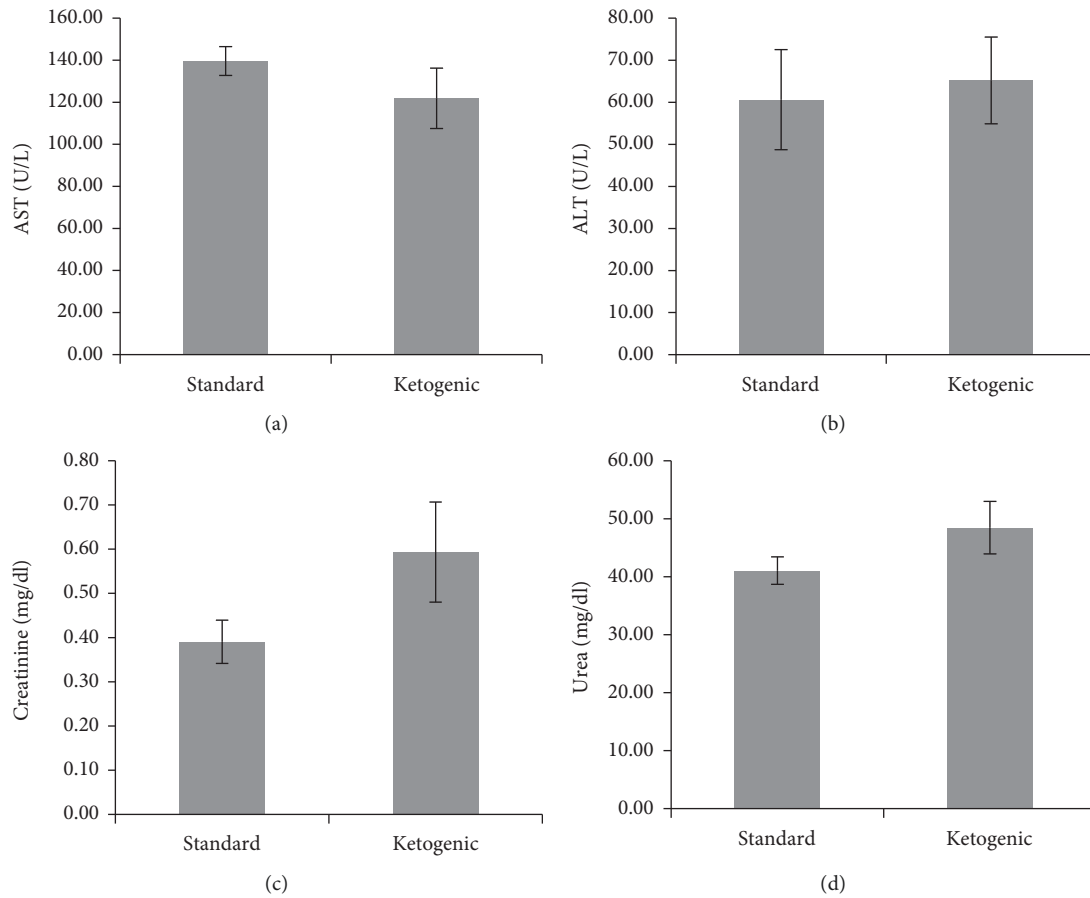 160.00
140.00
120.00
100.00
80.00
60.00
40.00
20.00
0.00
AST (U/L)
Standard Ketogenic
(a)
80.00
70.00
60.00
50.00
40.00
30.00
20.00
10.00
0.00
ALT (U/L)
Standard Ketogenic
(b)
0.80
0.70
0.60
0.50
0.40
0.30
0.20
0.10
0.00
Creatinine (mg/dl)
Standard Ketogenic
(c)
60.00
50.00
40.00
30.00
20.00
10.00
0.00
Urea (mg/dl)
Standard Ketogenic
(d)